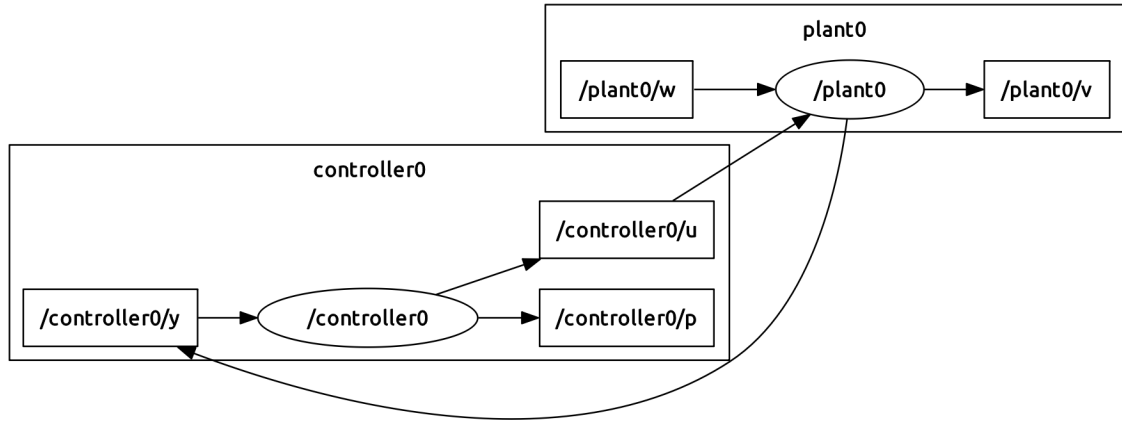 plant0
/plant0/w
/plant0
/plant0/v
controller0
/controller0/u
/controller0/y
/controller0
/controller0/p